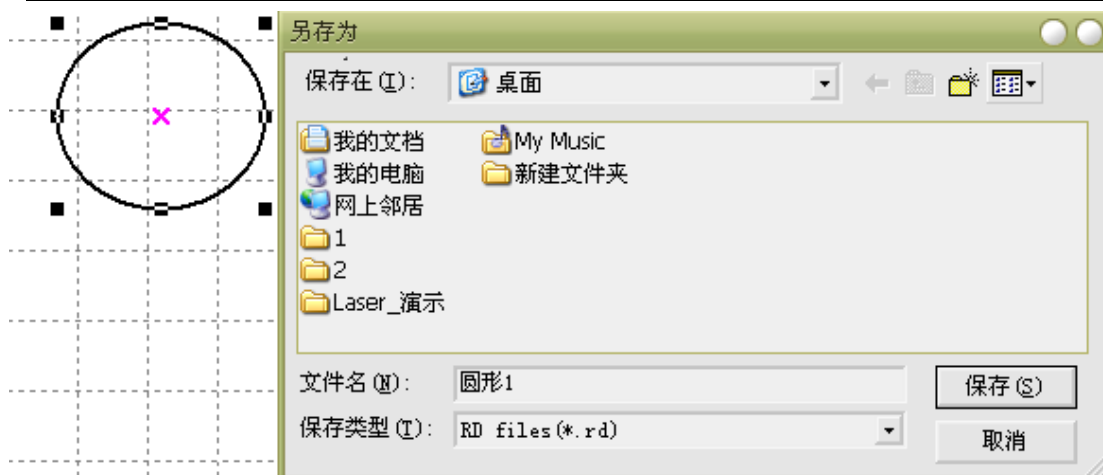 另存为
保存在(I): 桌面
我的文档 My Music
我的电脑 新建文件夹
网上邻居
1
2
Laser_演示
文件名(N): 圆形1 保存(S)
保存类型(T): RD files(*.rd) 取消